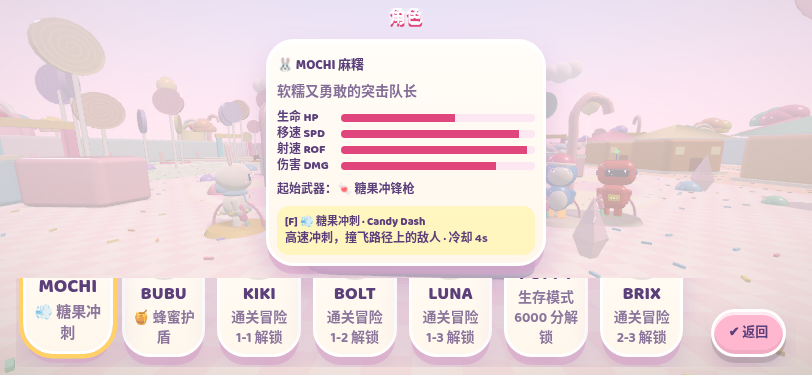 角色
MOCHI 麻糬
软糯又勇敢的突击队长
生命 HP
移速 SPD
射速 ROF
伤害 DMG
起始武器： 糖果冲锋枪
[F] 糖果冲刺 · Candy Dash
高速冲刺，撞飞路径上的敌人 · 冷却 4s
MOCHI
糖果冲
刺
BUBU
蜂蜜护
盾
KIKI
通关冒险
1-1 解锁
BOLT
通关冒险
1-2 解锁
LUNA
通关冒险
1-3 解锁
生存模式
6000 分解
锁
BRIX
通关冒险
2-3 解锁
✔ 返回